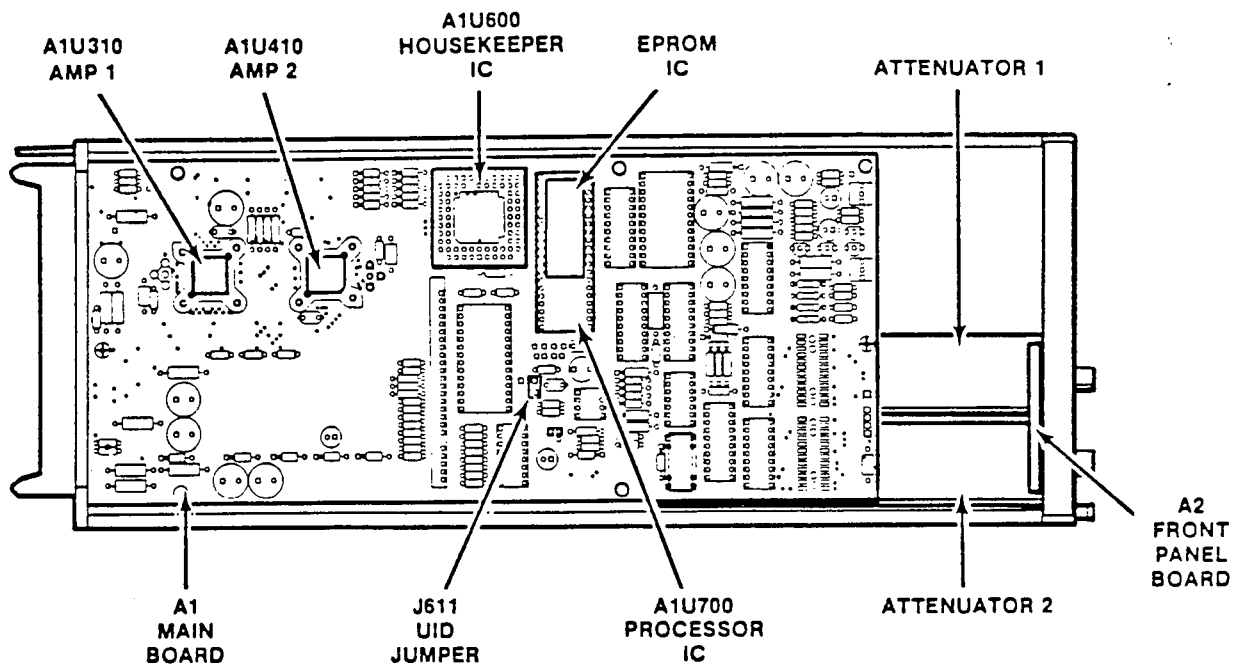 A1U310
AMP 1
A1U410
AMP 2
A1U600
HOUSEKEEPER
IC
EPROM
IC
ATTENUATOR 1
A1
MAIN
BOARD
J611
UID
JUMPER
A1U700
PROCESSOR
IC
ATTENUATOR 2
A2
FRONT
PANEL
BOARD